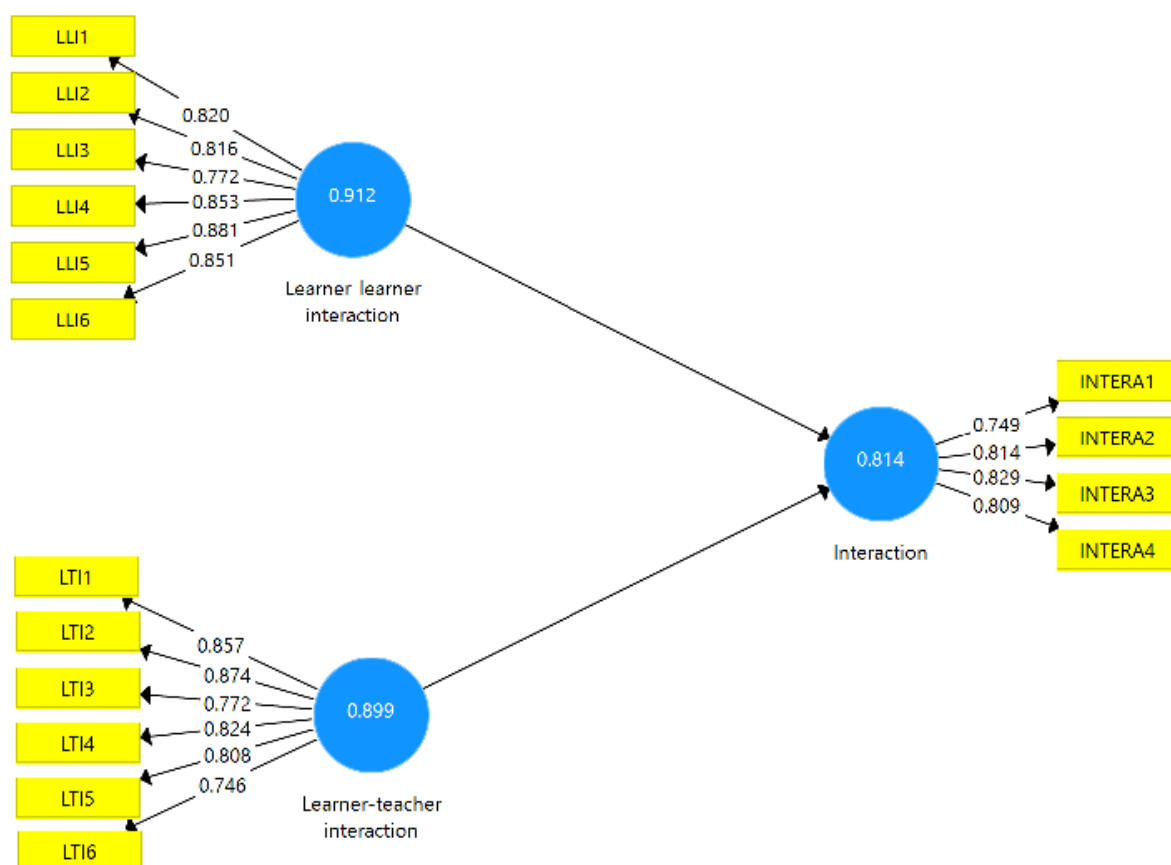 LLI1
LLI2
LLI3
LLI4
LLI5
LLI6
0.820
0.816
0.772
0.853
0.881
0.851
0.912
Learner learner
interaction
LTI1
LTI2
LTI3
LTI4
LTI5
LTI6
0.857
0.874
0.772
0.824
0.808
0.746
0.899
Learner-teacher
interaction
0.814
Interaction
0.749
0.814
0.829
0.809
INTERA1
INTERA2
INTERA3
INTERA4